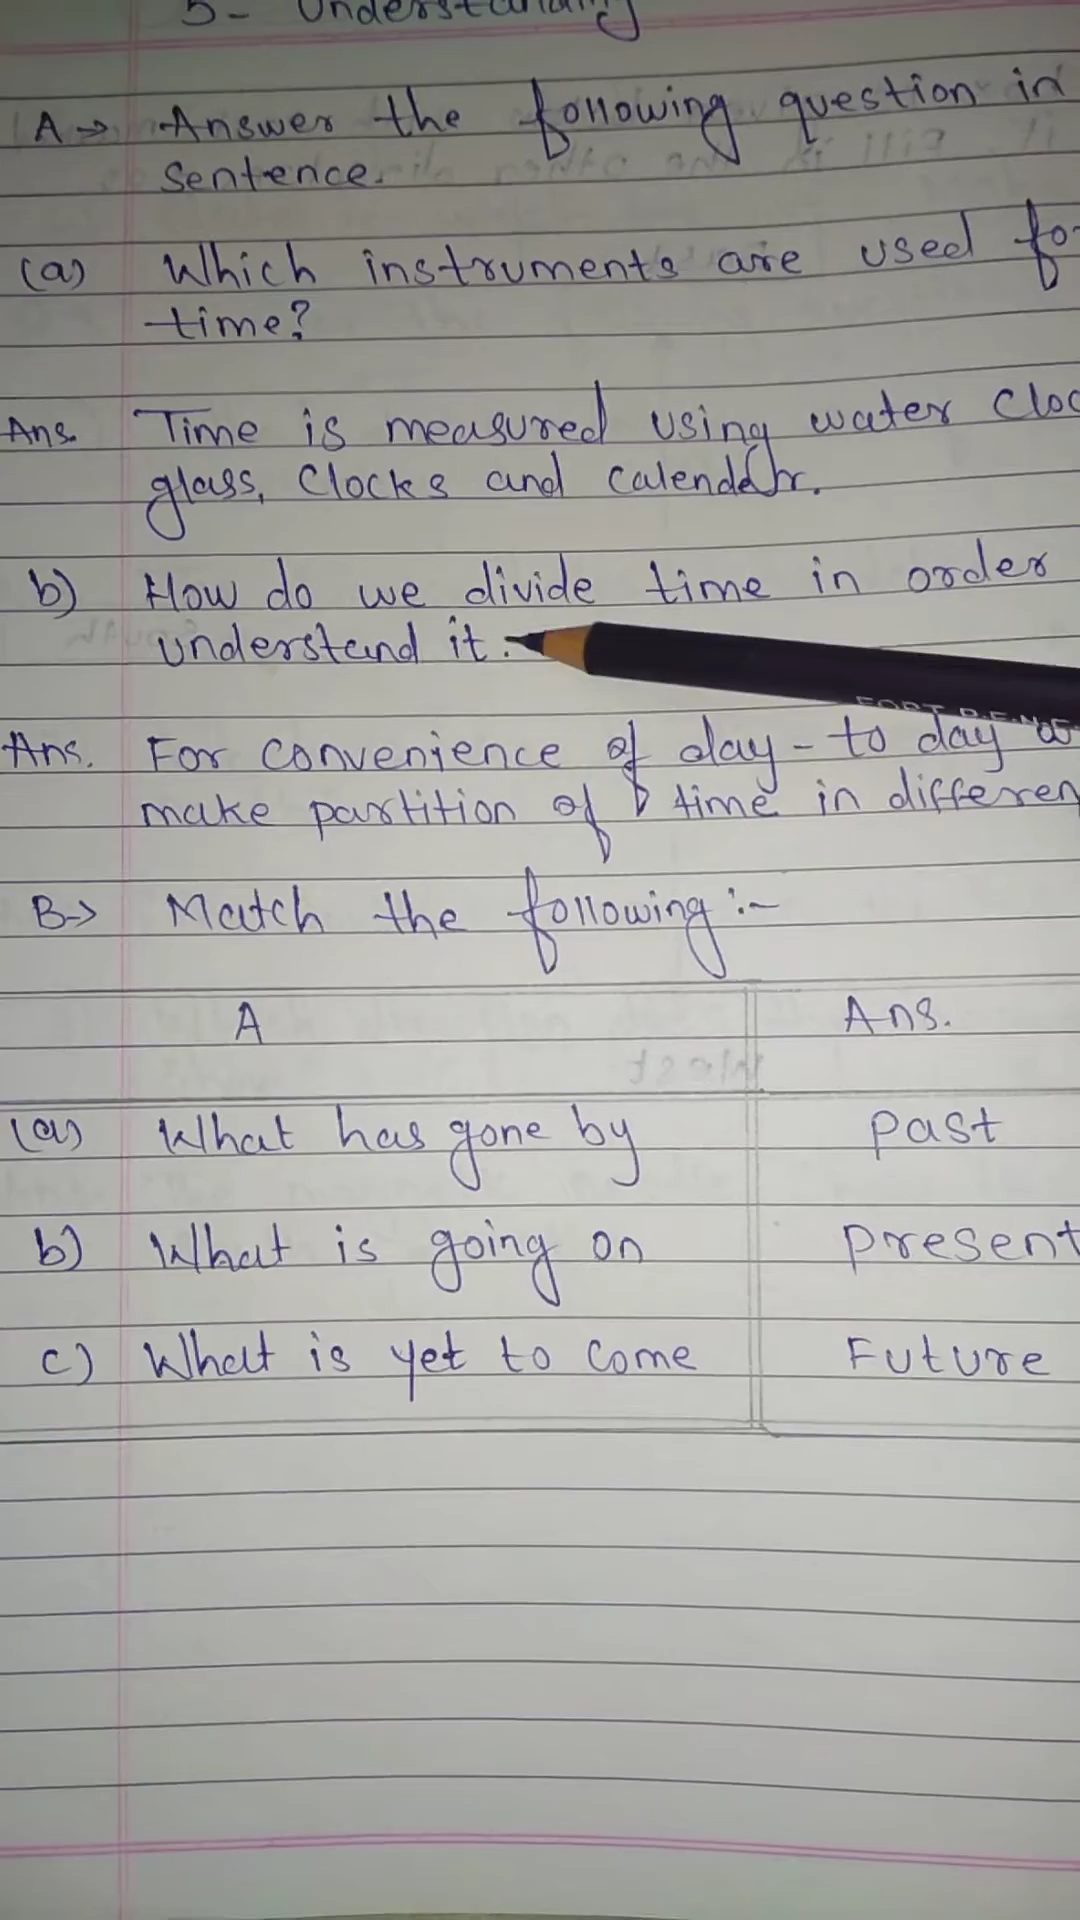 5- Understanding
A→ Answer the following question in
sentence.
(a) Which instruments are used for
time?
Ans. Time is measured using water Cloc
glass, Clocks and Calendar.
b) How do we divide time in order
understand it.
Ans. For convenience of day-to day
make partition of time in differen
B→ Match the following :-
A Ans.
(a) What has gone by Past
b) What is going on Present
c) What is yet to come Future